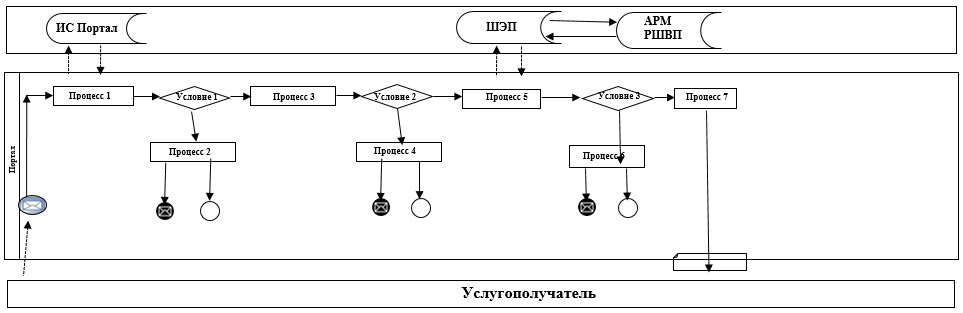 ИС Портал
ШЭП
АРМ
РШВП
Портал
Процесс 1
Условие 1
Процесс 3
Условие 2
Процесс 5
Условие 3
Процесс 7
Процесс 2
Процесс 4
Процесс 6
Услугополучатель